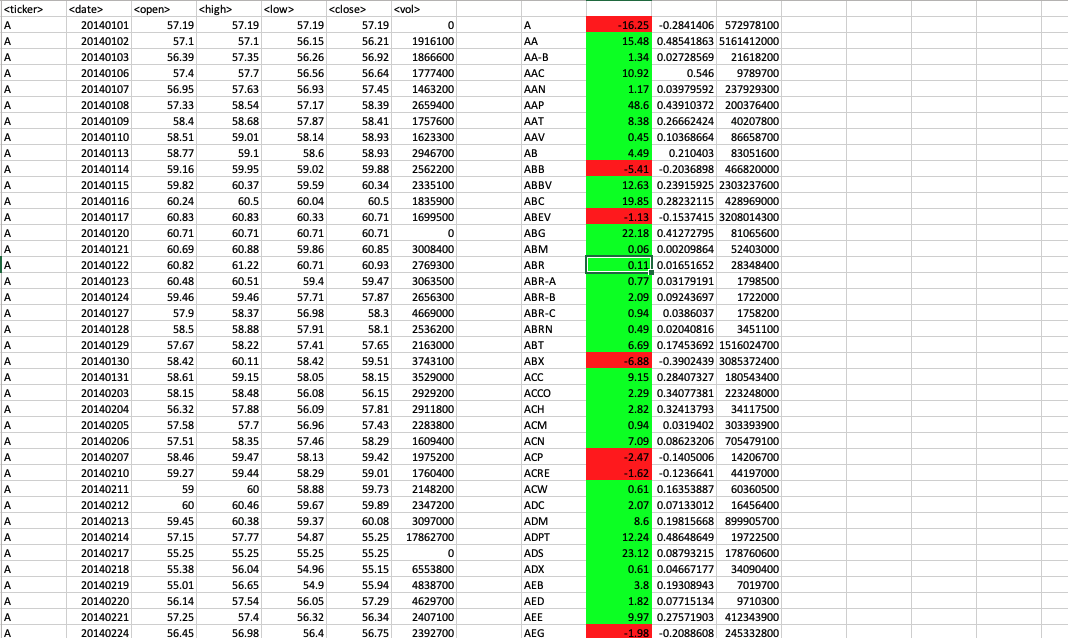 <ticker> <date> <open> <high> <low> <close> <vol>
A 20140101 57.19 57.19 57.19 57.19 0 A -16.25 -0.2841406 572978100
A 20140102 57.1 57.1 56.15 56.21 1916100 AA 15.48 0.48541863 5161412000
A 20140103 56.39 57.35 56.26 56.92 1866600 AA-B 1.34 0.02728569 21618200
A 20140106 57.4 57.7 56.56 56.64 1777400 AAC 10.92 0.546 9789700
A 20140107 56.95 57.63 56.93 57.45 1463200 AAN 1.17 0.03979592 237929300
A 20140108 57.33 58.54 57.17 58.39 2659400 AAP 48.6 0.43910372 200376400
A 20140109 58.4 58.68 57.87 58.41 1757600 AAT 8.38 0.26662424 40207800
A 20140110 58.51 59.01 58.14 58.93 1623300 AAV 0.45 0.10368664 86658700
A 20140113 58.77 59.1 58.6 58.93 2946700 AB 4.49 0.210403 83051600
A 20140114 59.16 59.95 59.02 59.88 2562200 ABB -5.41 -0.2036898 466820000
A 20140115 59.82 60.37 59.59 60.34 2335100 ABBV 12.63 0.23915925 2303237600
A 20140116 60.24 60.5 60.04 60.5 1835900 ABC 19.85 0.28232115 428969000
A 20140117 60.83 60.83 60.33 60.71 1699500 ABEV -1.13 -0.1537415 3208014300
A 20140120 60.71 60.71 60.71 60.71 0 ABG 22.18 0.41272795 81065600
A 20140121 60.69 60.88 59.86 60.85 3008400 ABM 0.06 0.00209864 52403000
A 20140122 60.82 61.22 60.71 60.93 2769300 ABR 0.11 0.01651652 28348400
A 20140123 60.48 60.51 59.4 59.47 3063500 ABR-A 0.77 0.03179191 1798500
A 20140124 59.46 59.46 57.71 57.87 2656300 ABR-B 2.09 0.09243697 1722000
A 20140127 57.9 58.37 56.98 58.3 4669000 ABR-C 0.94 0.0386037 1758200
A 20140128 58.5 58.88 57.91 58.1 2536200 ABRN 0.49 0.02040816 3451100
A 20140129 57.67 58.22 57.41 57.65 2163000 ABT 6.69 0.17453692 1516024700
A 20140130 58.42 60.11 58.42 59.51 3743100 ABX -6.88 -0.3902439 3085372400
A 20140131 58.61 59.15 58.05 58.15 3529000 ACC 9.15 0.28407327 180543400
A 20140203 58.15 58.48 56.08 56.15 2929200 ACCO 2.29 0.34077381 223248000
A 20140204 56.32 57.88 56.09 57.81 2911800 ACH 2.82 0.32413793 34117500
A 20140205 57.58 57.7 56.96 57.43 2283800 ACM 0.94 0.0319402 303393900
A 20140206 57.51 58.35 57.46 58.29 1609400 ACN 7.09 0.08623206 705479100
A 20140207 58.46 59.47 58.13 59.42 1975200 ACP -2.47 -0.1405006 14206700
A 20140210 59.27 59.44 58.29 59.01 1760400 ACRE -1.62 -0.1236641 44197000
A 20140211 59 60 58.88 59.73 2148200 ACW 0.61 0.16353887 60360500
A 20140212 60 60.46 59.67 59.89 2347200 ADC 2.07 0.07133012 16456400
A 20140213 59.45 60.38 59.37 60.08 3097000 ADM 8.6 0.19815668 899905700
A 20140214 57.15 57.77 54.87 55.25 17862700 ADPT 12.24 0.48648649 19722500
A 20140217 55.25 55.25 55.25 55.25 0 ADS 23.12 0.08793215 178760600
A 20140218 55.38 56.04 54.96 55.15 6553800 ADX 0.61 0.04667177 34090400
A 20140219 55.01 56.65 54.9 55.94 4838700 AEB 3.8 0.19308943 7019700
A 20140220 56.14 57.54 56.05 57.29 4629700 AED 1.82 0.07715134 9710300
A 20140221 57.25 57.4 56.32 56.34 2407100 AEE 9.97 0.27571903 412343900
A 20140224 56.45 56.98 56.4 56.75 2392700 AEG -1.98 -0.2088608 245332800